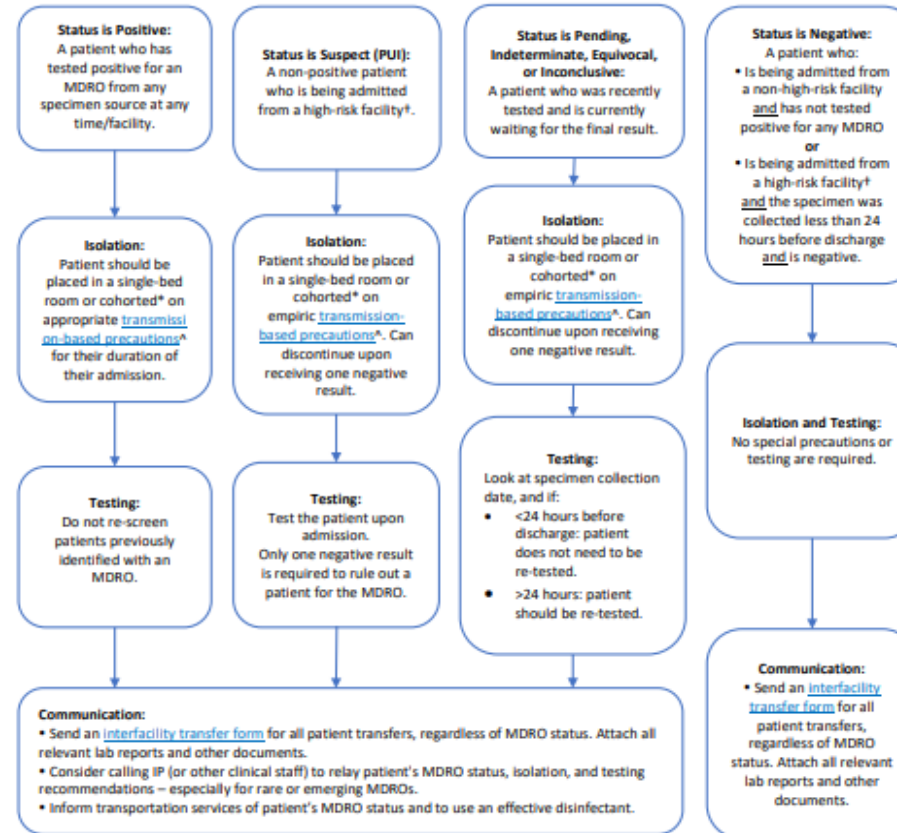 Status is Positive:
A patient who has
tested positive for an
MDRO from any
specimen source at any
time/facility.
Isolation:
Patient should be
placed in a single-bed
room or cohorted* on
appropriate transmissi
on-based precautions^
for their duration of
their admission.
Testing:
Do not re-screen
patients previously
identified with an
MDRO.
Status is Suspect (PUI):
A non-positive patient
who is being admitted
from a high-risk facility†.
Isolation:
Patient should be placed
in a single-bed room or
cohorted* on
empiric transmission-
based precautions^. Can
discontinue upon
receiving one negative
result.
Testing:
Test the patient upon
admission.
Only one negative result
is required to rule out a
patient for the MDRO.
Status is Pending,
Indeterminate, Equivocal,
or Inconclusive:
A patient who was recently
tested and is currently
waiting for the final result.
Isolation:
Patient should be placed in
a single-bed room or
cohorted* on
empiric transmission-
based precautions^. Can
discontinue upon receiving
one negative result.
Testing:
Look at specimen collection
date, and if:
• <24 hours before
discharge: patient
does not need to be
re-tested.
• >24 hours: patient
should be re-tested.
Communication:
• Send an interfacility transfer form for all patient transfers, regardless of MDRO status. Attach all
relevant lab reports and other documents.
• Consider calling IP (or other clinical staff) to relay patient's MDRO status, isolation, and testing
recommendations – especially for rare or emerging MDROs.
• Inform transportation services of patient's MDRO status and to use an effective disinfectant.
Status is Negative:
A patient who:
• Is being admitted from
a non-high-risk facility
and has not tested
positive for any MDRO
or
• Is being admitted from
a high-risk facility†
and the specimen was
collected less than 24
hours before discharge
and is negative.
Isolation and Testing:
No special precautions or
testing are required.
Communication:
• Send an interfacility
transfer form for all
patient transfers,
regardless of MDRO
status. Attach all relevant
lab reports and other
documents.